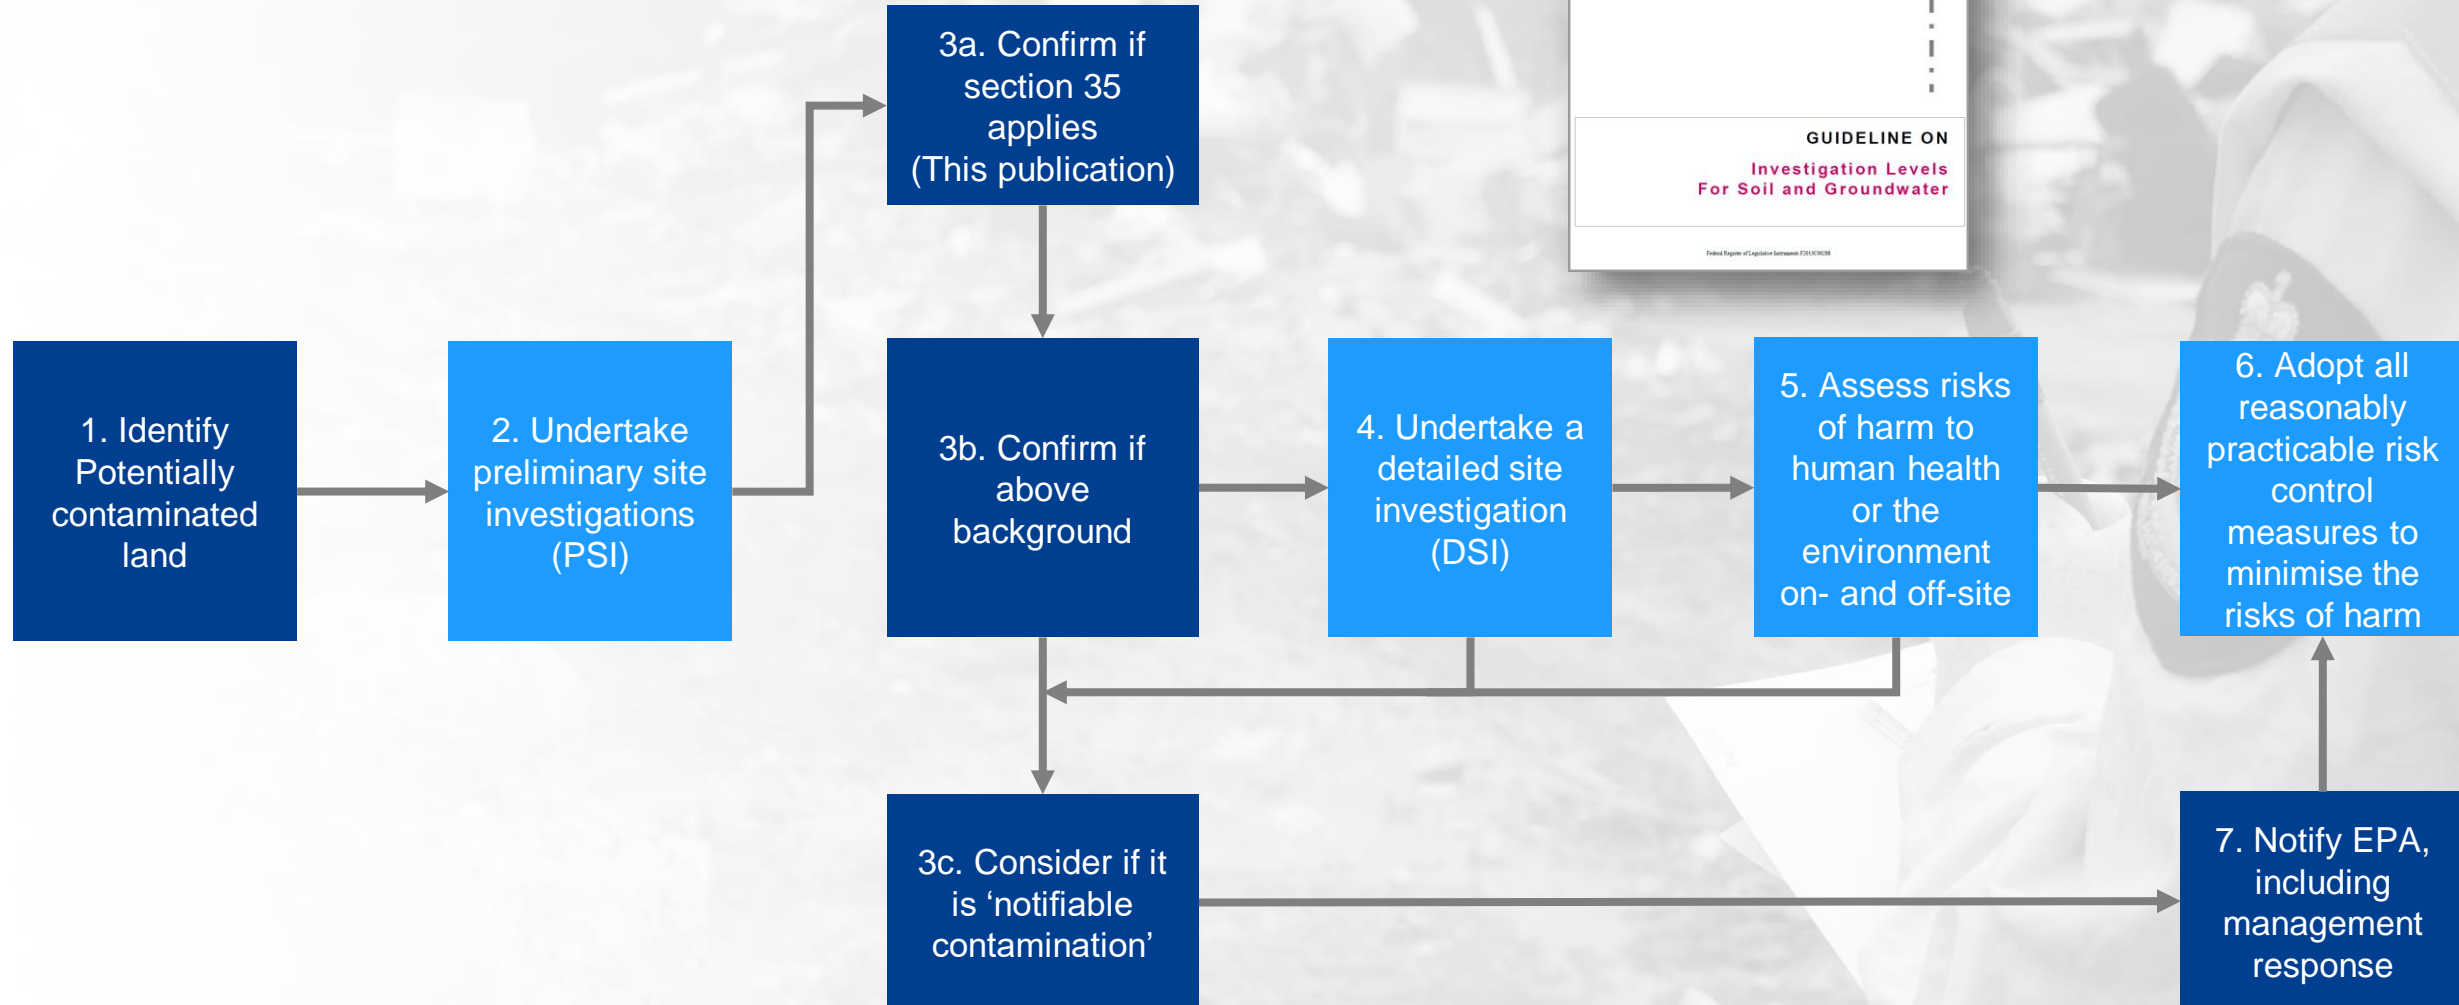 3a. Confirm if
section 35
applies
(This publication)
GUIDELINE ON
Investigation Levels
For Soil and Groundwater
1. Identify
Potentially
contaminated
land
2. Undertake
preliminary site
investigations
(PSI)
3b. Confirm if
above
background
4. Undertake a
detailed site
investigation
(DSI)
5. Assess risks
of harm to
human health
or the
environment
on- and off-site
6. Adopt all
reasonably
practicable risk
control
measures to
minimise the
risks of harm
3c. Consider if it
is ‘notifiable
contamination’
7. Notify EPA,
including
management
response